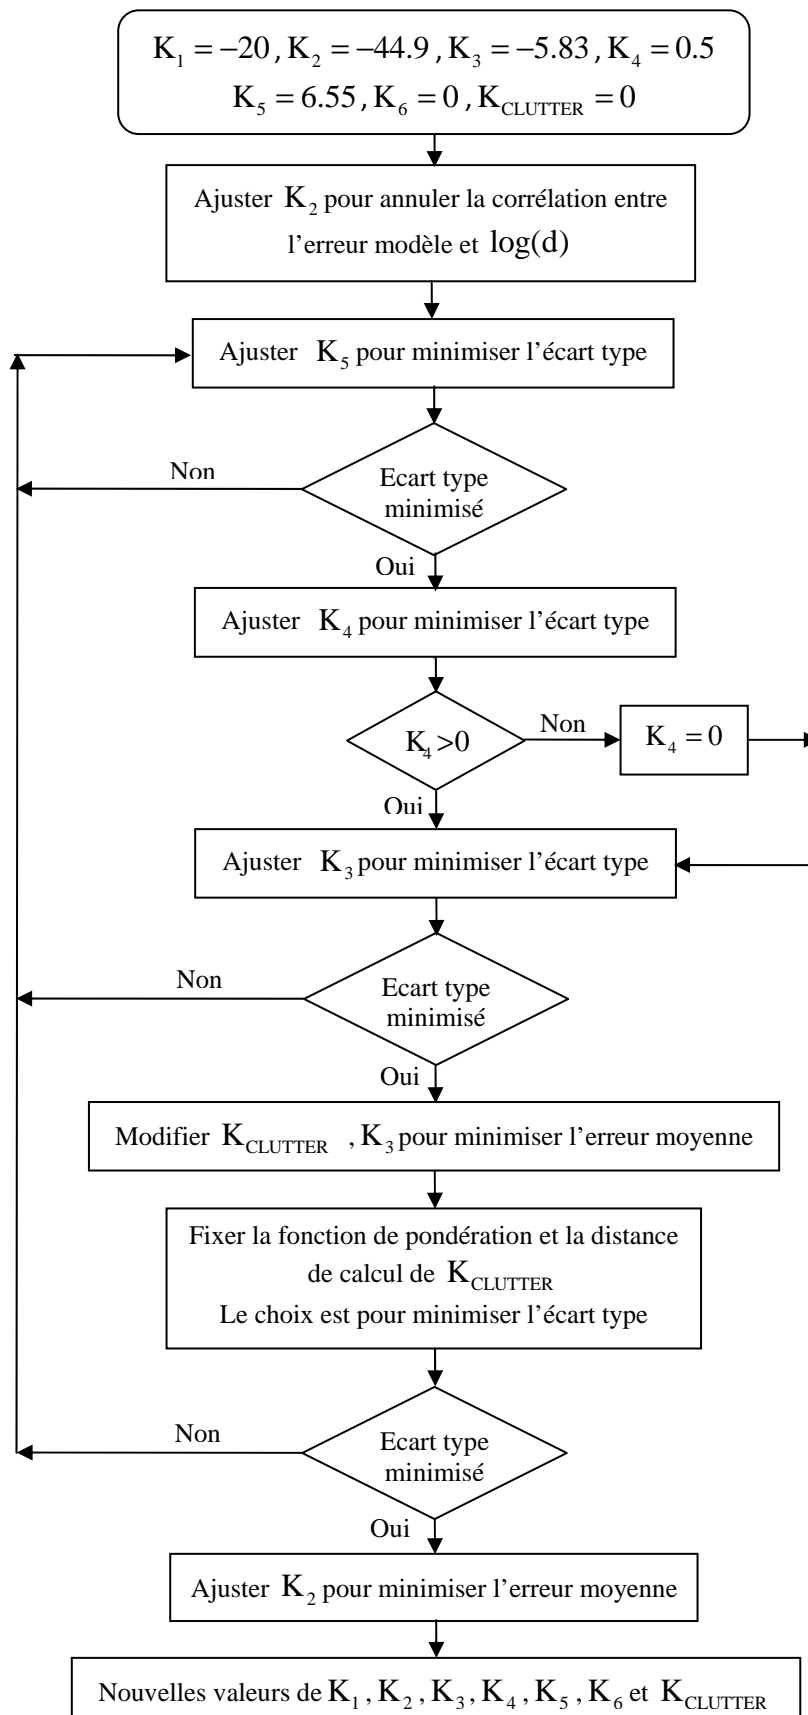 K₁ = −20, K₂ = −44.9, K₃ = −5.83, K₄ = 0.5
K₅ = 6.55, K₆ = 0, K_CLUTTER = 0
Ajuster K₂ pour annuler la corrélation entre
l’erreur modèle et log(d)
Ajuster K₅ pour minimiser l’écart type
Non
Ecart type
minimisé
Oui
Ajuster K₄ pour minimiser l’écart type
K₄ >0
Non
K₄ = 0
Oui
Ajuster K₃ pour minimiser l’écart type
Non
Ecart type
minimisé
Oui
Modifier K_CLUTTER , K₃ pour minimiser l’erreur moyenne
Fixer la fonction de pondération et la distance
de calcul de K_CLUTTER
Le choix est pour minimiser l’écart type
Non
Ecart type
minimisé
Oui
Ajuster K₂ pour minimiser l’erreur moyenne
Nouvelles valeurs de K₁, K₂, K₃, K₄, K₅, K₆ et K_CLUTTER